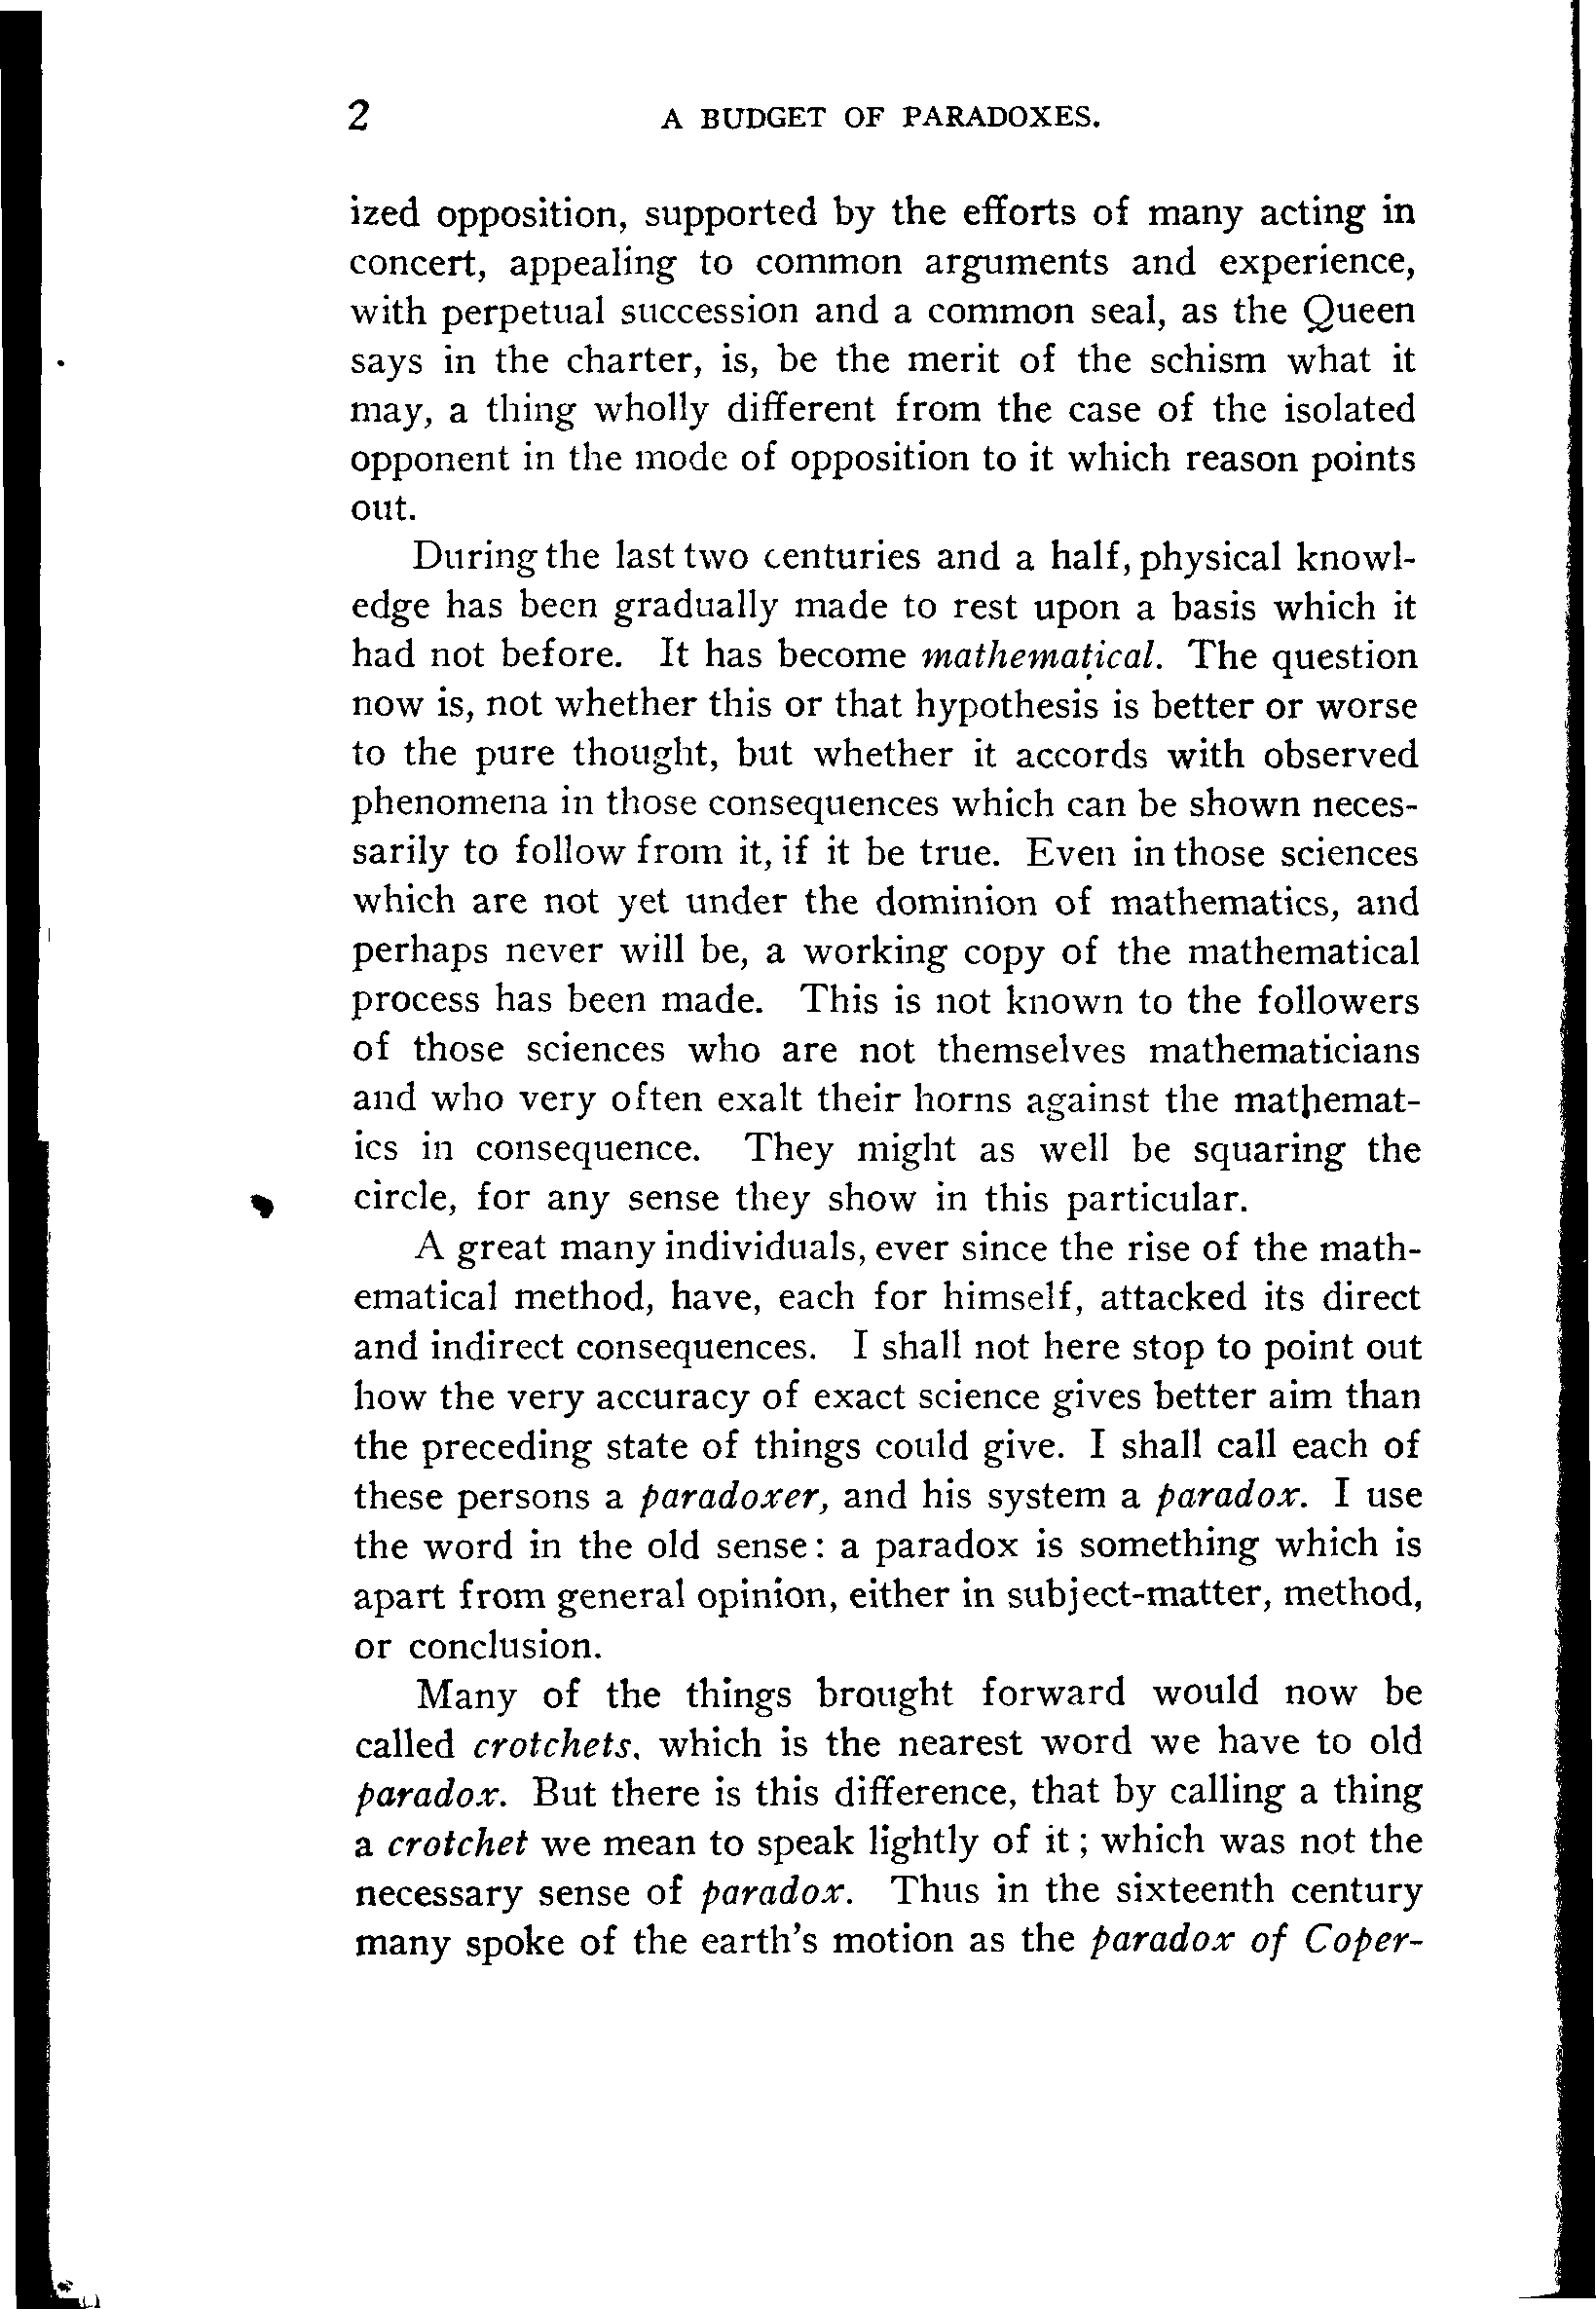 2 A BUDGET OF PARADOXES.
ized opposition, supported by the efforts of many acting in
concert, appealing to common arguments and experience,
with perpetual succession and a common seal, as the Queen
says in the charter, is, be the merit of the schism what it
may, a thing wholly different from the case of the isolated
opponent in the mode of opposition to it which reason points
out.
During the last two centuries and a half, physical knowl-
edge has been gradually made to rest upon a basis which it
had not before. It has become mathematical. The question
now is, not whether this or that hypothesis is better or worse
to the pure thought, but whether it accords with observed
phenomena in those consequences which can be shown neces-
sarily to follow from it, if it be true. Even in those sciences
which are not yet under the dominion of mathematics, and
perhaps never will be, a working copy of the mathematical
process has been made. This is not known to the followers
of those sciences who are not themselves mathematicians
and who very often exalt their horns against the mathemat-
ics in consequence. They might as well be squaring the
circle, for any sense they show in this particular.
A great many individuals, ever since the rise of the math-
ematical method, have, each for himself, attacked its direct
and indirect consequences. I shall not here stop to point out
how the very accuracy of exact science gives better aim than
the preceding state of things could give. I shall call each of
these persons a paradoxer, and his system a paradox. I use
the word in the old sense: a paradox is something which is
apart from general opinion, either in subject-matter, method,
or conclusion.
Many of the things brought forward would now be
called crotchets, which is the nearest word we have to old
paradox. But there is this difference, that by calling a thing
a crotchet we mean to speak lightly of it; which was not the
necessary sense of paradox. Thus in the sixteenth century
many spoke of the earth's motion as the paradox of Coper-